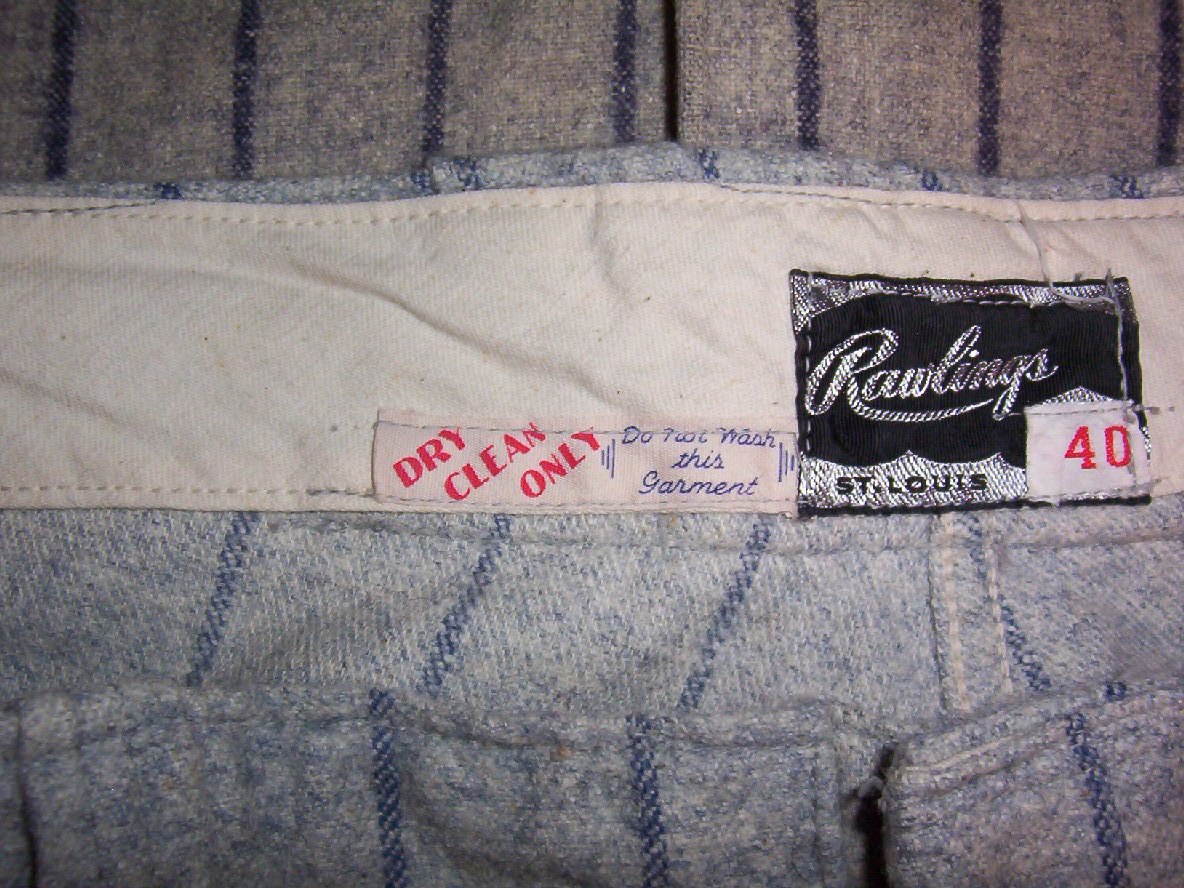 Rawlings
40
ST. LOUIS
DRY
CLEAN
ONLY
Do Not Wash
this
Garment